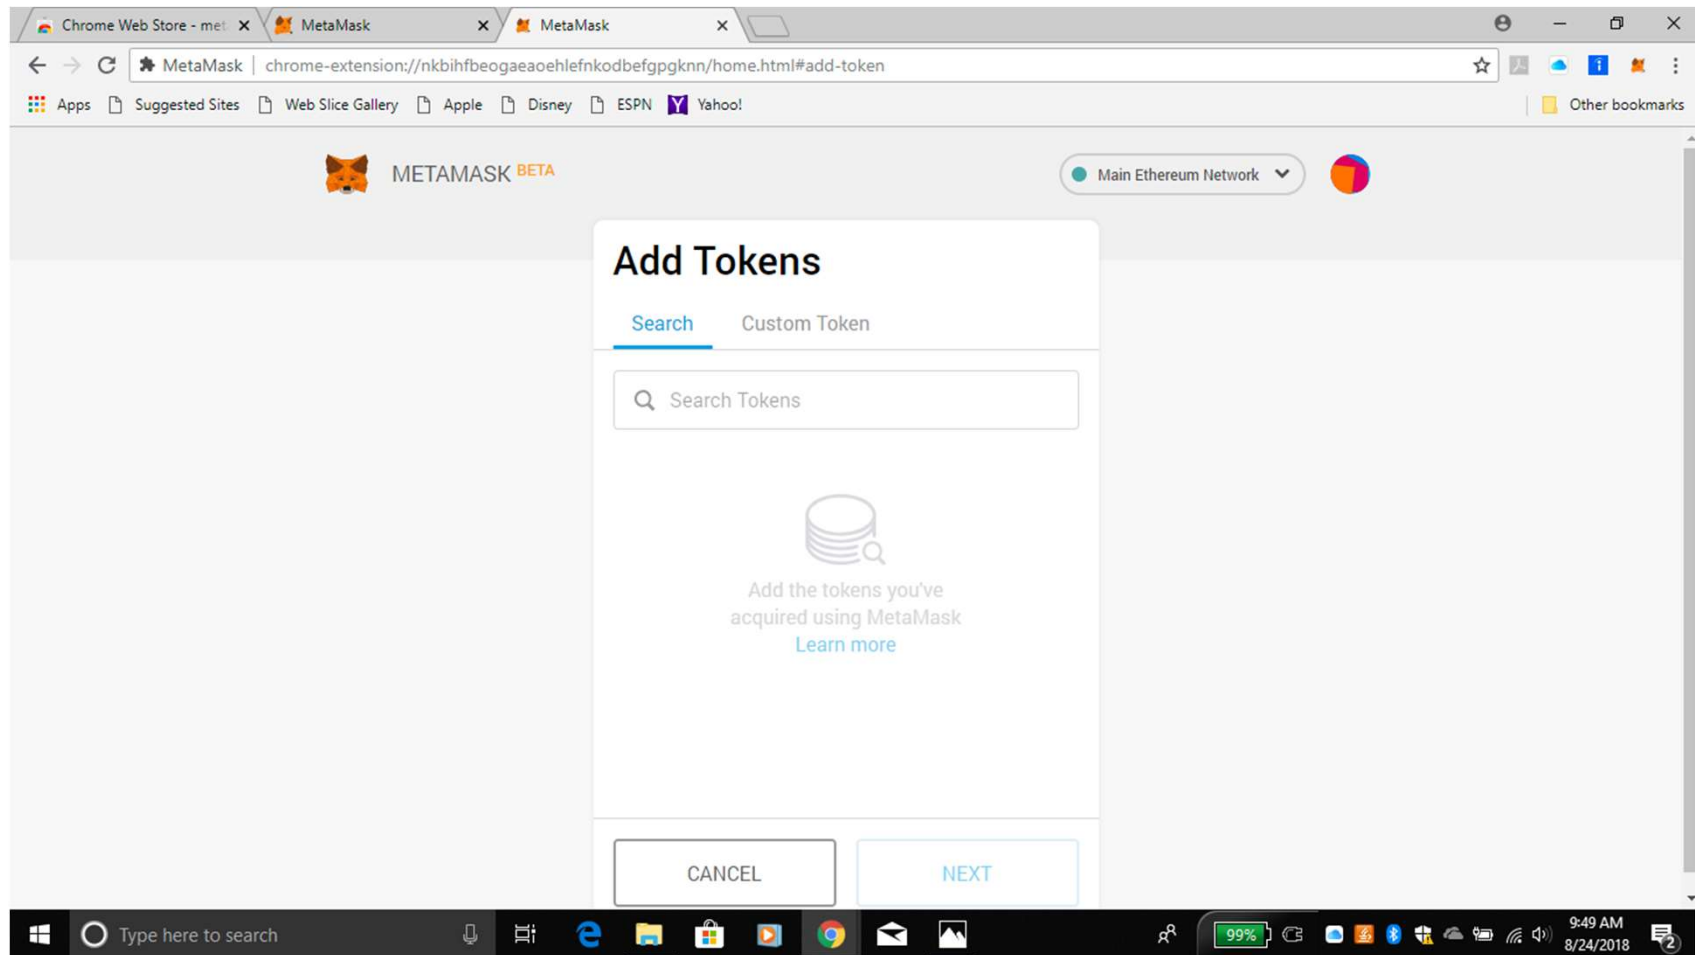 Chrome Web Store - met
MetaMask
MetaMask
MetaMask chrome-extension://nkbihfbeogaeaoehlefnkodbefgpgknn/home.html#add-token
Apps Suggested Sites Web Slice Gallery Apple Disney ESPN Yahoo! Other bookmarks
METAMASK BETA
Main Ethereum Network
Add Tokens
Search Custom Token
Search Tokens
Add the tokens you've
acquired using MetaMask
Learn more
CANCEL NEXT
Type here to search
99%
9:49 AM
8/24/2018
2